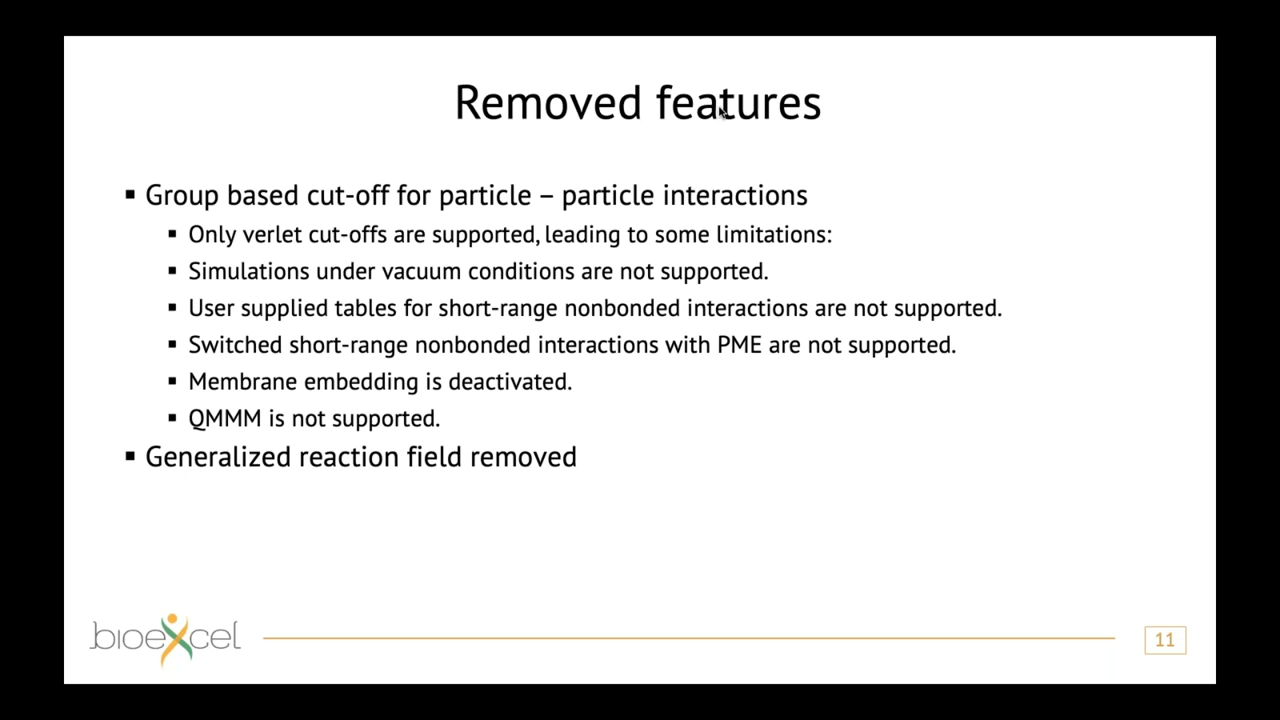 Removed features
▪ Group based cut-off for particle – particle interactions
▪ Only verlet cut-offs are supported, leading to some limitations:
▪ Simulations under vacuum conditions are not supported.
▪ User supplied tables for short-range nonbonded interactions are not supported.
▪ Switched short-range nonbonded interactions with PME are not supported.
▪ Membrane embedding is deactivated.
▪ QMMM is not supported.
▪ Generalized reaction field removed
bioexcel
11